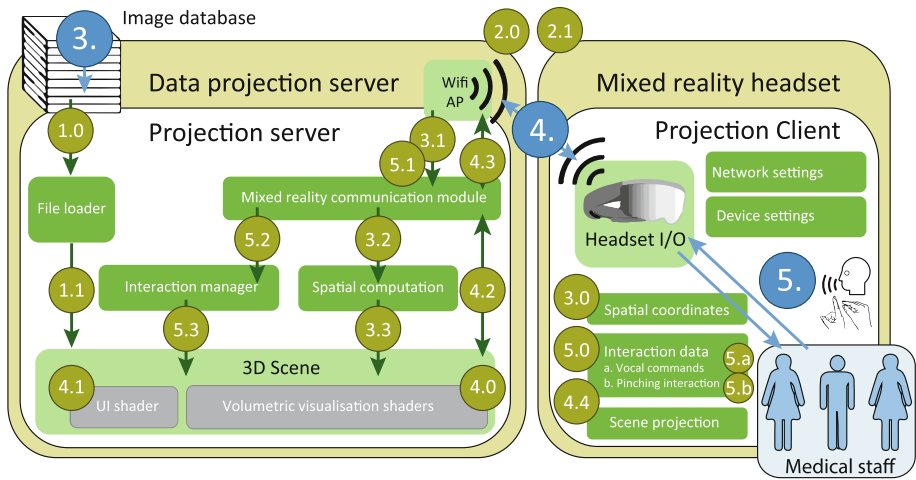 Image database
3.
2.0
2.1
Data projection server
Wifi
AP
Mixed reality headset
1.0
Projection server
3.1
5.1
4.3
4.
Projection Client
File loader
Mixed reality communication module
Network settings
Device settings
Headset I/O
5.2
3.2
1.1
Interaction manager
Spatial computation
4.2
5.
3.0
Spatial coordinates
5.3
3.3
5.0
Interaction data
a. Vocal commands
b. Pinching interaction
5.a
5.b
3D Scene
4.1
UI shader
Volumetric visualisation shaders
4.0
4.4
Scene projection
Medical staff